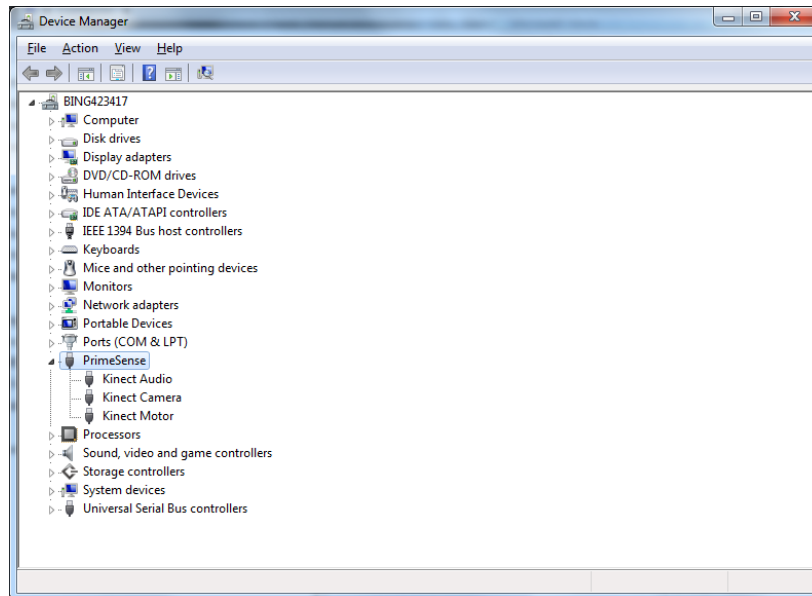 Device Manager
File Action View Help
BING423417
Computer
Disk drives
Display adapters
DVD/CD-ROM drives
Human Interface Devices
IDE ATA/ATAPI controllers
IEEE 1394 Bus host controllers
Keyboards
Mice and other pointing devices
Monitors
Network adapters
Portable Devices
Ports (COM & LPT)
PrimeSense
Kinect Audio
Kinect Camera
Kinect Motor
Processors
Sound, video and game controllers
Storage controllers
System devices
Universal Serial Bus controllers